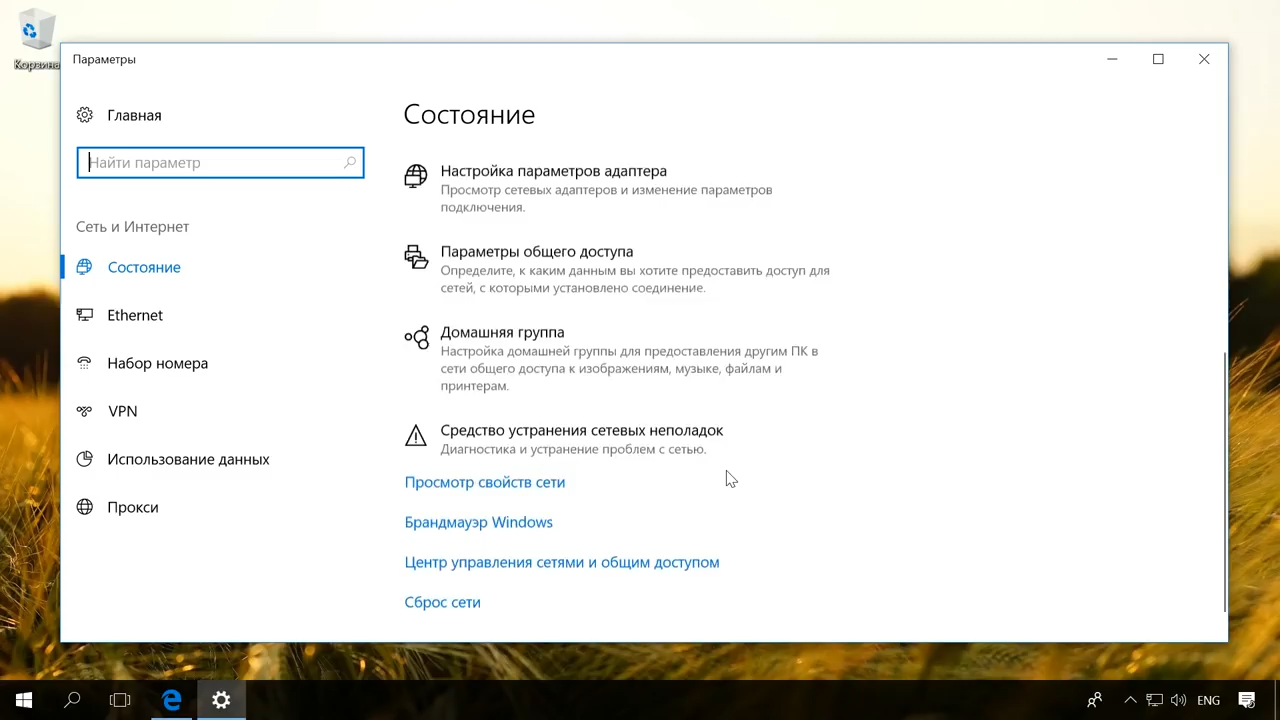 Корзина
Параметры
Главная
Найти параметр
Сеть и Интернет
Состояние
Ethernet
Набор номера
VPN
Использование данных
Прокси
Состояние
Настройка параметров адаптера
Просмотр сетевых адаптеров и изменение параметров
подключения.
Параметры общего доступа
Определите, к каким данным вы хотите предоставить доступ для
сетей, с которыми установлено соединение.
Домашняя группа
Настройка домашней группы для предоставления другим ПК в
сети общего доступа к изображениям, музыке, файлам и
принтерам.
Средство устранения сетевых неполадок
Диагностика и устранение проблем с сетью.
Просмотр свойств сети
Брандмауэр Windows
Центр управления сетями и общим доступом
Сброс сети
ENG